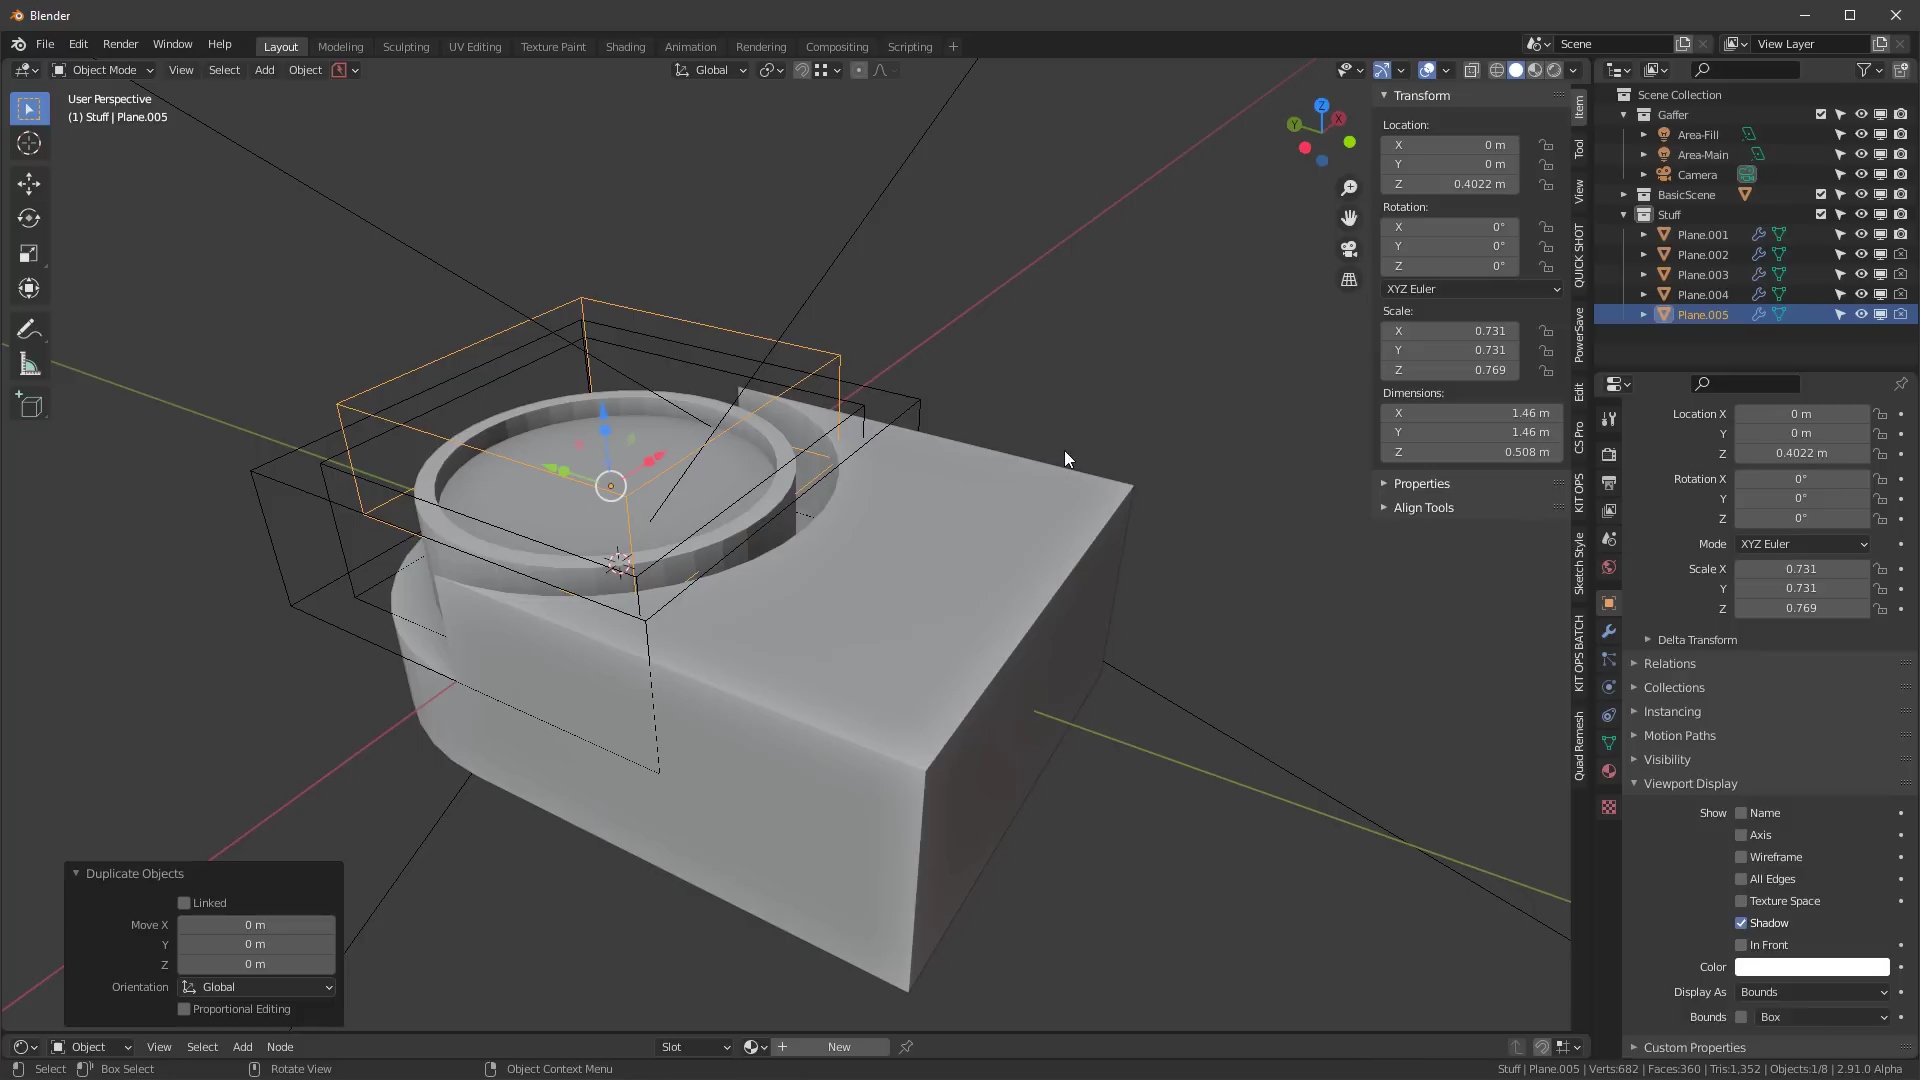 Blender
File Edit Render Window Help
Layout Modeling Sculpting UV Editing Texture Paint Shading Animation Rendering Compositing Scripting +
Scene
View Layer
Object Mode View Select Add Object
Global
User Perspective
(1) Stuff | Plane.005
Z
Y
X
Transform
Location:
X 0 m
Y 0 m
Z 0.4022 m
Rotation:
X 0°
Y 0°
Z 0°
XYZ Euler
Scale:
X 0.731
Y 0.731
Z 0.769
Dimensions:
X 1.46 m
Y 1.46 m
Z 0.508 m
Properties
Align Tools
Item
Tool
View
QUICK SHOT
PowerSave
Edit
CS Pro
KIT OPS
Sketch Style
KIT OPS BATCH
Quad Remesh
Scene Collection
Gaffer
Area-Fill
Area-Main
Camera
BasicScene
Stuff
Plane.001
Plane.002
Plane.003
Plane.004
Plane.005
Location X 0 m
Y 0 m
Z 0.4022 m
Rotation X 0°
Y 0°
Z 0°
Mode XYZ Euler
Scale X 0.731
Y 0.731
Z 0.769
Delta Transform
Relations
Collections
Instancing
Motion Paths
Visibility
Viewport Display
Show Name
Axis
Wireframe
All Edges
Texture Space
Shadow
In Front
Color
Display As Bounds
Bounds Box
Custom Properties
Duplicate Objects
Linked
Move X 0 m
Y 0 m
Z 0 m
Orientation Global
Proportional Editing
Object View Select Add Node
Slot
+ New
Select Box Select Rotate View Object Context Menu
Stuff | Plane.005 | Verts:682 | Faces:360 | Tris:1,352 | Objects:1/8 | 2.91.0 Alpha